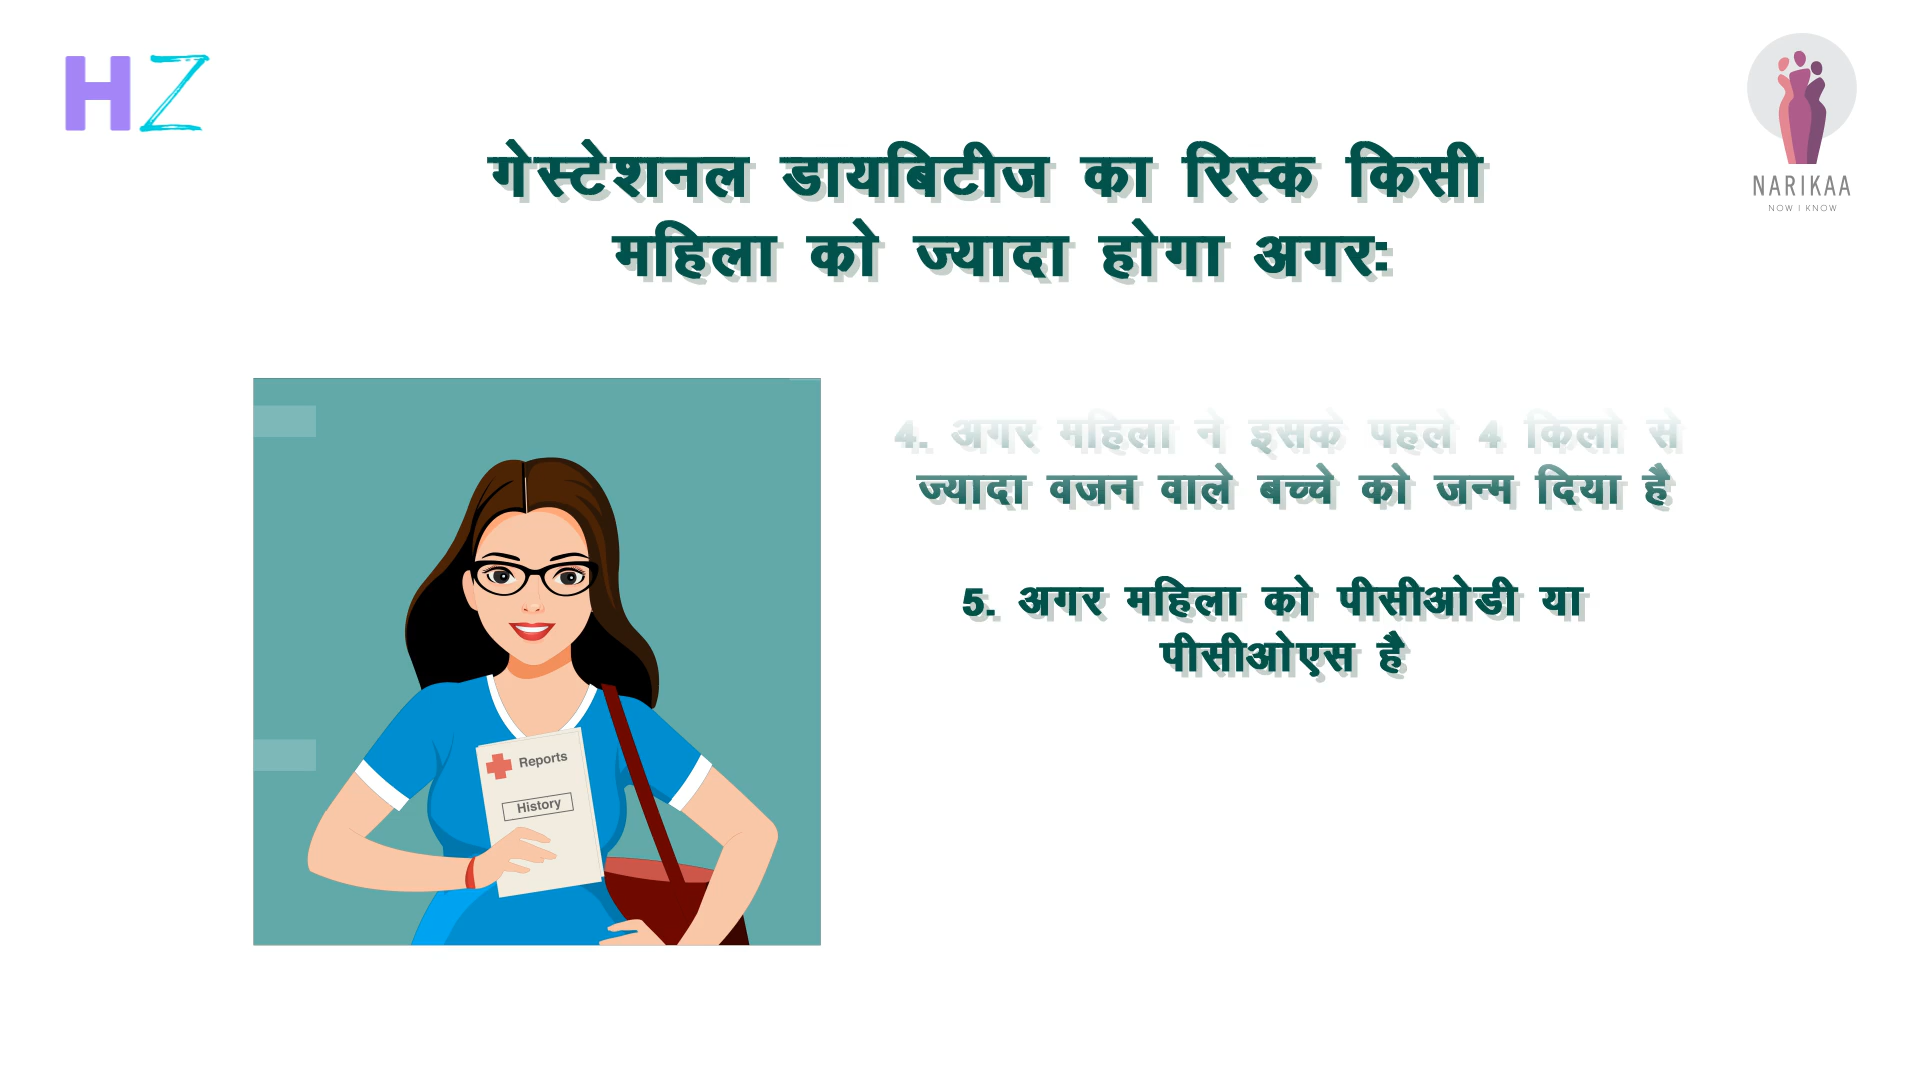 HZ
NARIKAA
NOW I KNOW
गेस्टेशनल डायबिटीज का रिस्क किसी
महिला को ज्यादा होगा अगर:
4. अगर महिला ने इसके पहले 4 किलो से
ज्यादा वजन वाले बच्चे को जन्म दिया है
5. अगर महिला को पीसीओडी या
पीसीओएस है
Reports
History